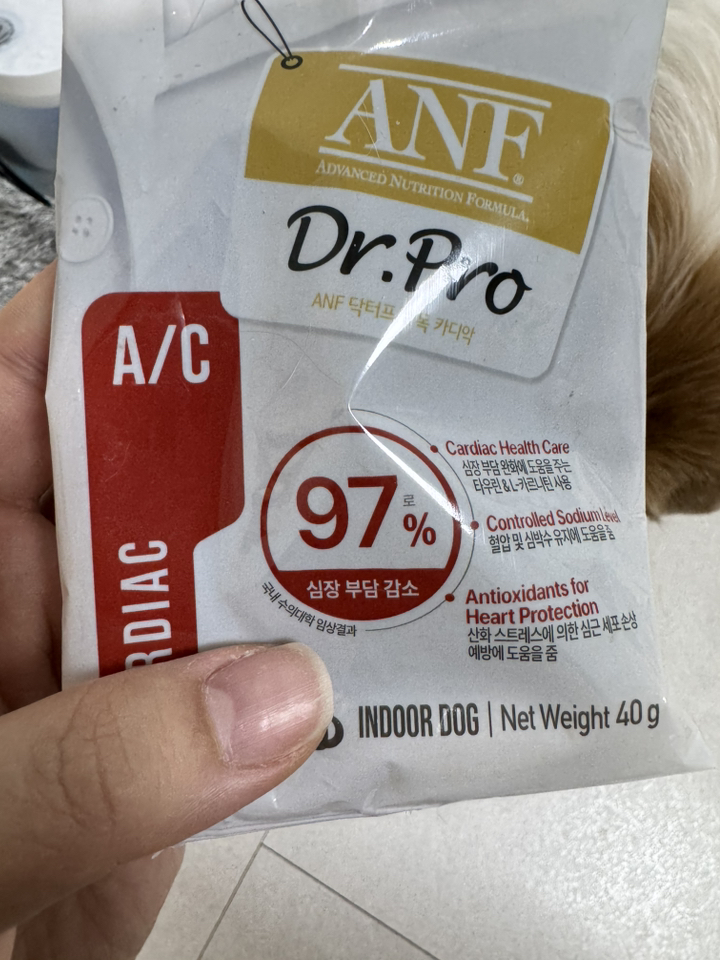 ANF®
ADVANCED NUTRITION FORMULA.
Dr.Pro
ANF 닥터프 독 카디악
A/C
RDIAC
97로 %
심장 부담 감소
국내 수의대학 임상결과
Cardiac Health Care
심장 부담 완화에 도움을 주는
타우린 & L-카르니틴 사용
Controlled Sodium Level
혈압 및 심박수 유지에 도움을 줌
Antioxidants for
Heart Protection
산화 스트레스에 의한 심근 세포 손상
예방에 도움을 줌
INDOOR DOG | Net Weight 40 g